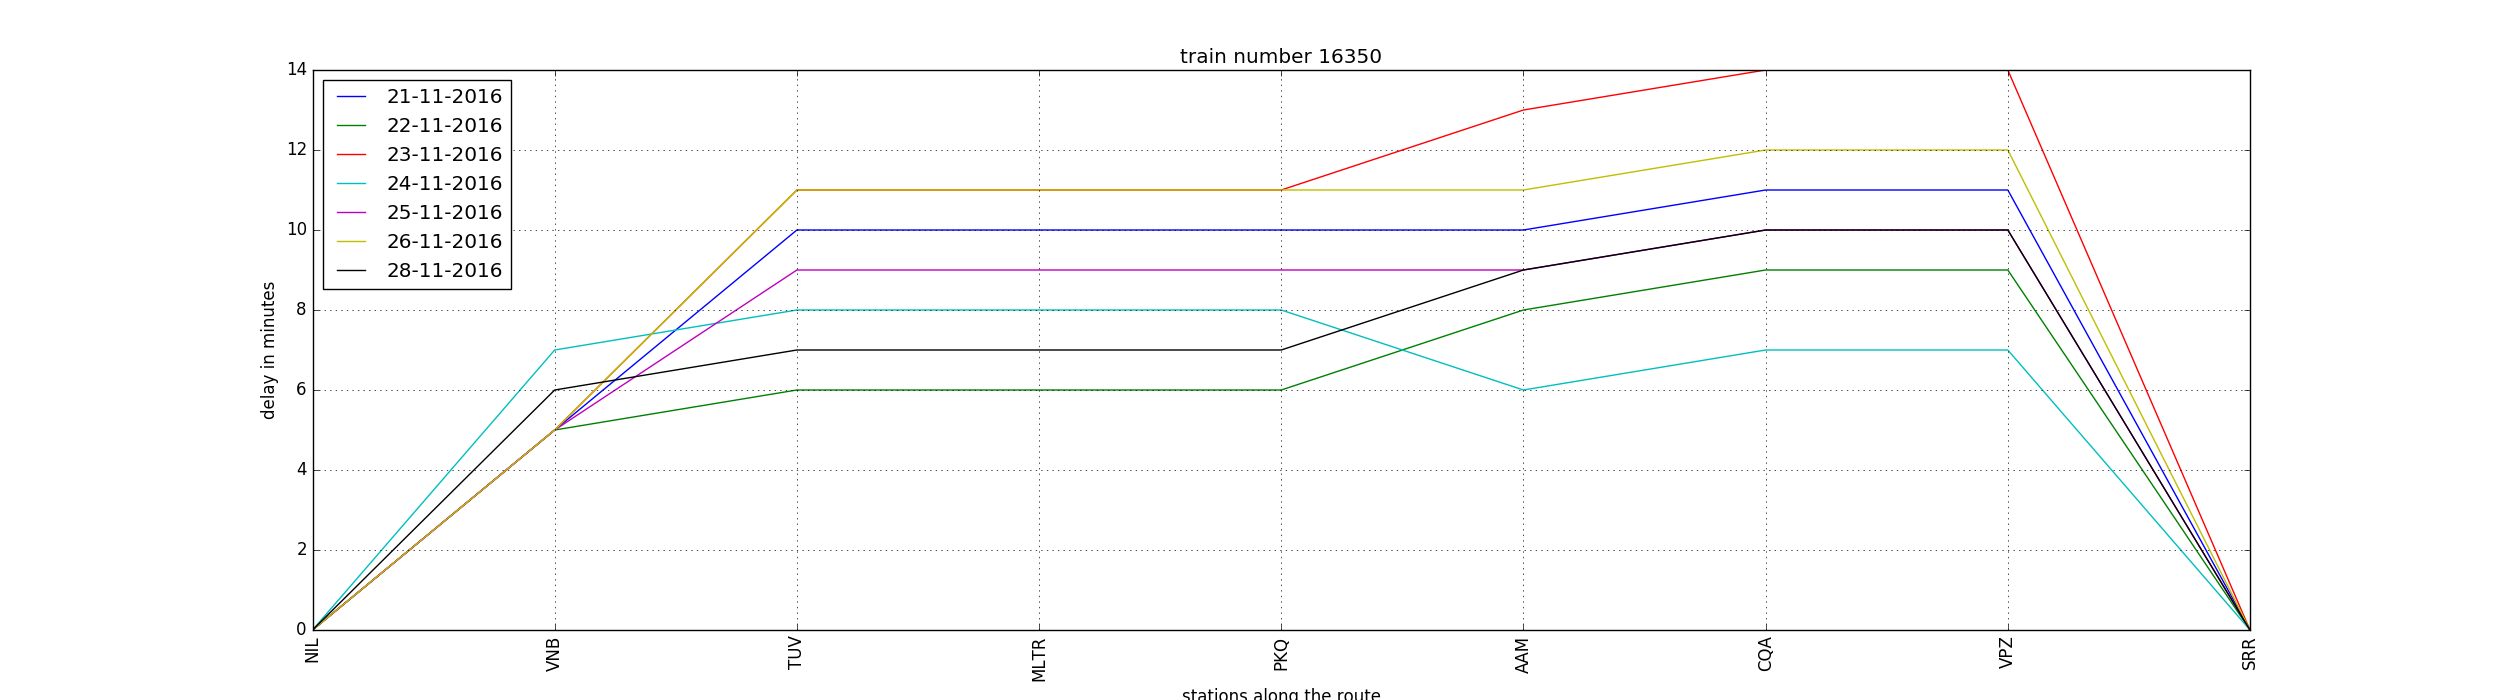 train number 16350
14
12
10
8
6
4
2
0
delay in minutes
21-11-2016
22-11-2016
23-11-2016
24-11-2016
25-11-2016
26-11-2016
28-11-2016
NIL
VNB
TUV
MLTR
PKQ
AAM
CQA
VPZ
SRR
stations along the route